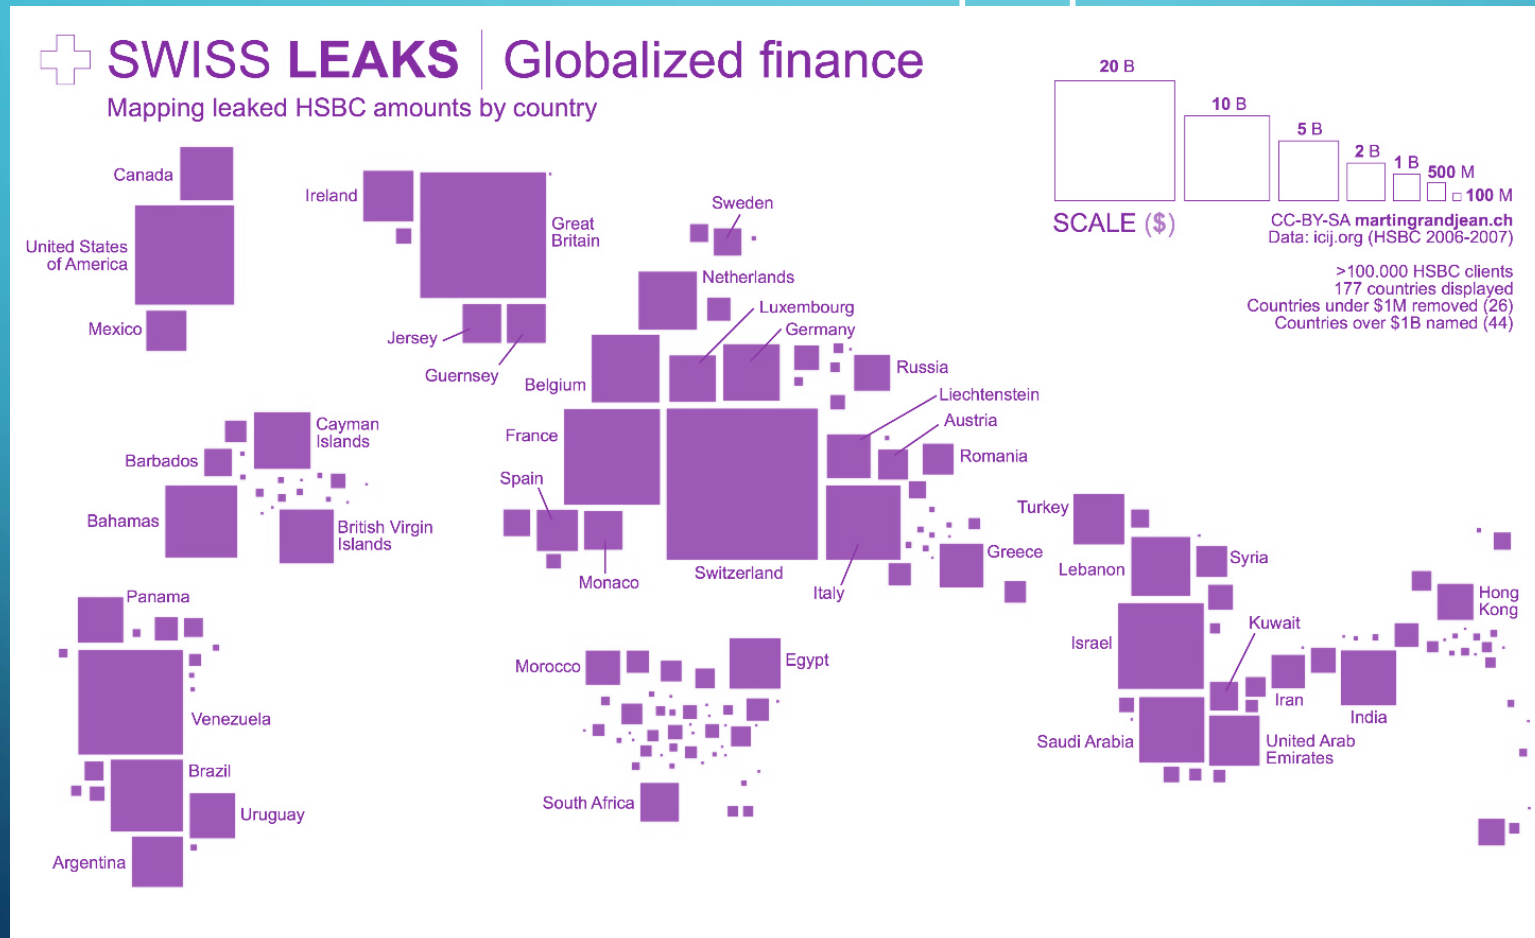 SWISS LEAKS Globalized finance
Mapping leaked HSBC amounts by country
20 B
10 B
5 B
2 B
1 B
500 M
100 M
SCALE ($)
CC-BY-SA martingrandjean.ch
Data: icij.org (HSBC 2006-2007)
>100.000 HSBC clients
177 countries displayed
Countries under $1M removed (26)
Countries over $1B named (44)
Canada
United States
of America
Mexico
Ireland
Great
Britain
Jersey
Guernsey
Sweden
Netherlands
Luxembourg
Germany
Belgium
Russia
Liechtenstein
Austria
France
Romania
Spain
Monaco
Switzerland
Italy
Greece
Cayman
Islands
Barbados
Bahamas
British Virgin
Islands
Panama
Venezuela
Brazil
Uruguay
Argentina
Morocco
Egypt
South Africa
Turkey
Lebanon
Syria
Israel
Kuwait
Iran
Saudi Arabia
United Arab
Emirates
India
Hong
Kong